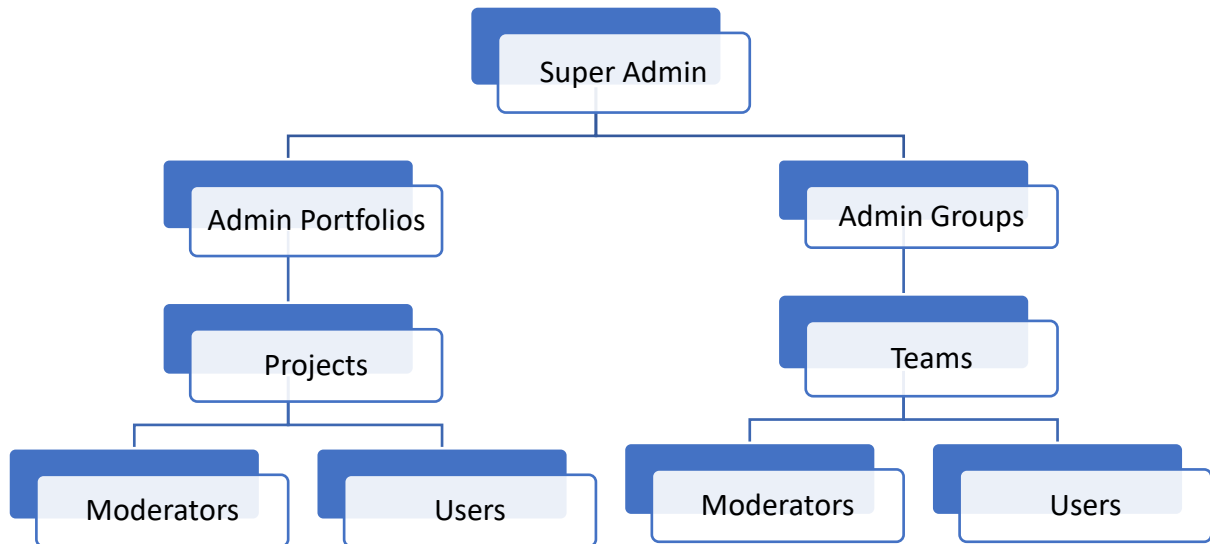 Super Admin
Admin Portfolios
Admin Groups
Projects
Teams
Moderators
Users
Moderators
Users